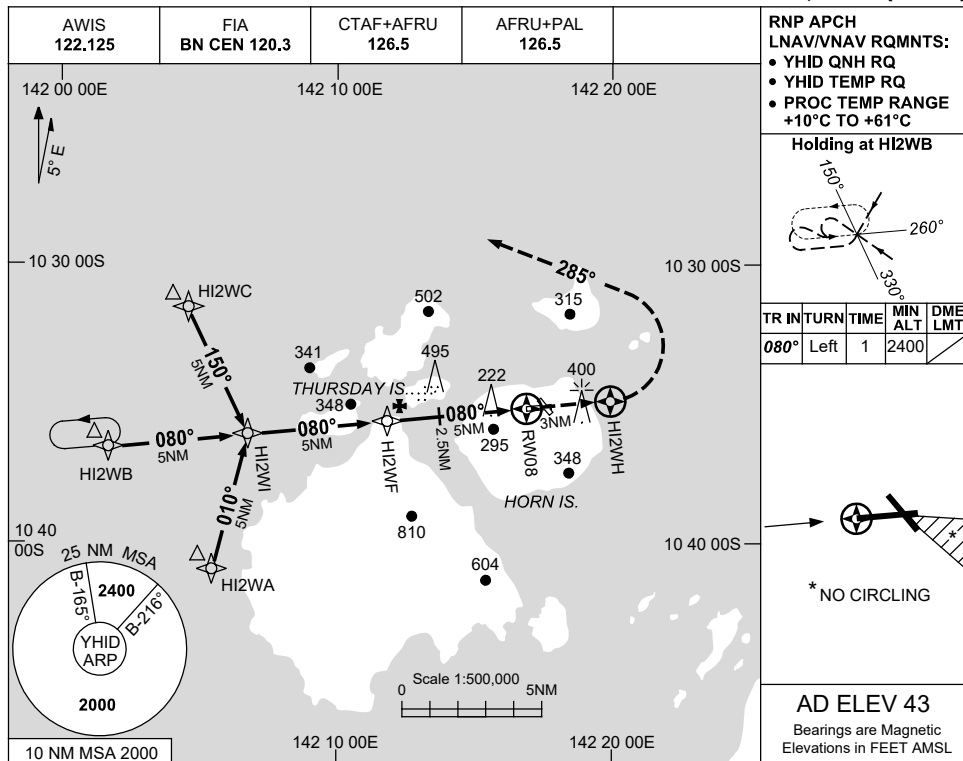 AWIS
122.125
FIA
BN CEN 120.3
CTAF+AFRU
126.5
AFRU+PAL
126.5
RNP APCH
LNAV/VNAV RQMNTS:
• YHID QNH RQ
• YHID TEMP RQ
• PROC TEMP RANGE
+10°C TO +61°C
142 00 00E
142 10 00E
142 20 00E
5° E
Holding at HI2WB
150°
260°
330°
TR IN TURN TIME MIN ALT DME LMT
080° Left 1 2400
10 30 00S
10 30 00S
285°
HI2WC
502
315
150°
5NM
341
495
400
THURSDAY IS.
222
348
080°
5NM
080°
5NM
080°
5NM
2.5NM
3NM
HI2WB
HI2WI
HI2WF
295
RW08
HI2WH
348
HORN IS.
010°
5NM
10 40
00S
10 40 00S
HI2WA
810
604
25 NM MSA
B-165°
2400
B-216°
YHID
ARP
2000
10 NM MSA 2000
Scale 1:500,000
0
5NM
142 10 00E
142 20 00E
*
* NO CIRCLING
AD ELEV 43
Bearings are Magnetic
Elevations in FEET AMSL